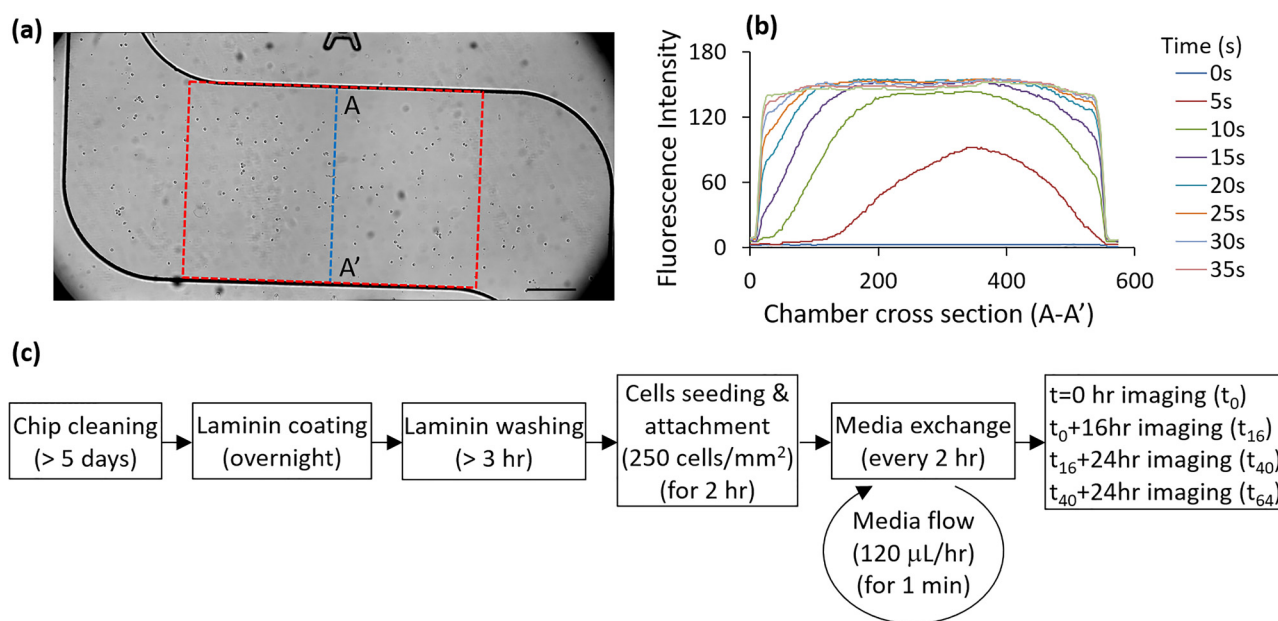 (a)
A
A
A'
(b)
Fluorescence Intensity
180
120
60
0
0
200
400
600
Chamber cross section (A-A')
Time (s)
0s
5s
10s
15s
20s
25s
30s
35s
(c)
Chip cleaning
(> 5 days)
Laminin coating
(overnight)
Laminin washing
(> 3 hr)
Cells seeding &
attachment
(250 cells/mm²)
(for 2 hr)
Media exchange
(every 2 hr)
Media flow
(120 μL/hr)
(for 1 min)
t=0 hr imaging (t₀)
t₀+16hr imaging (t₁₆)
t₁₆+24hr imaging (t₄₀)
t₄₀+24hr imaging (t₆₄)